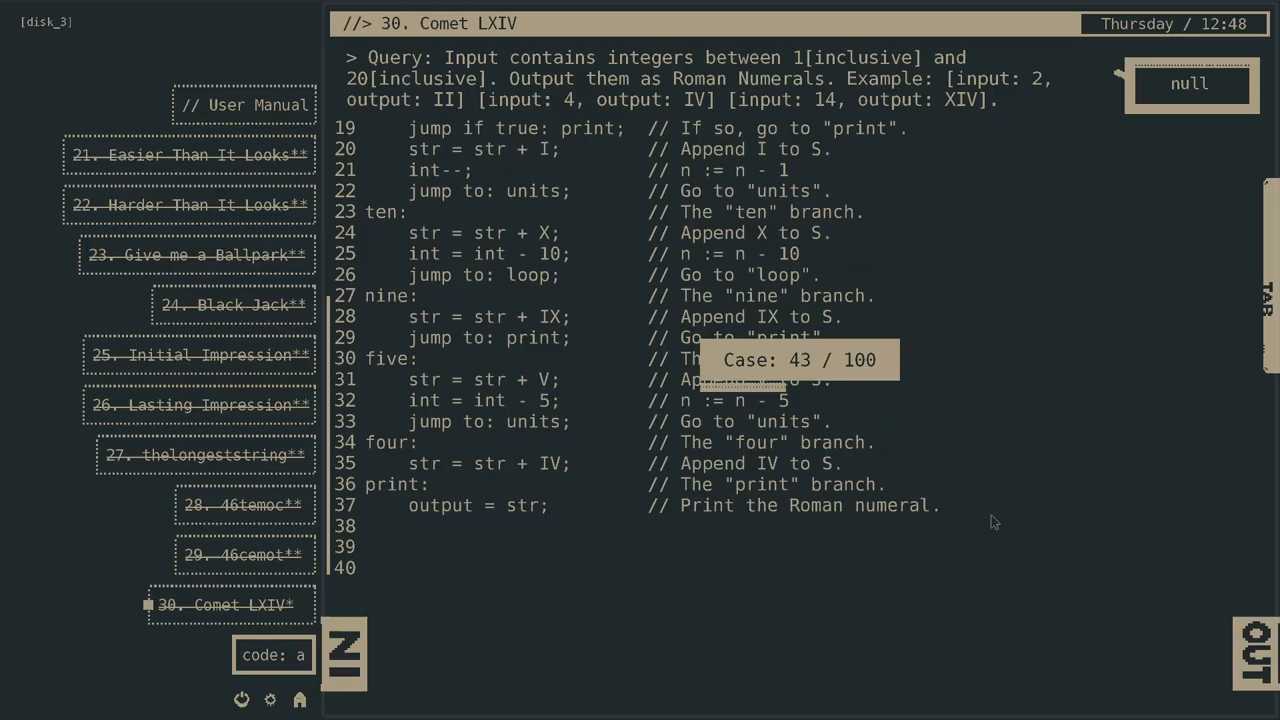 [disk_3]
// User Manual
21. Easier Than It Looks**
22. Harder Than It Looks**
23. Give me a Ballpark**
24. Black Jack**
25. Initial Impression**
26. Lasting Impression**
27. thelongeststring**
28. 46temoc**
29. 46cemot**
30. Comet LXIV*
code: a
//> 30. Comet LXIV
Thursday / 12:48
> Query: Input contains integers between 1[inclusive] and
20[inclusive]. Output them as Roman Numerals. Example: [input: 2,
output: II] [input: 4, output: IV] [input: 14, output: XIV].
null
19 jump if true: print; // If so, go to "print".
20 str = str + I; // Append I to S.
21 int--; // n := n - 1
22 jump to: units; // Go to "units".
23 ten: // The "ten" branch.
24 str = str + X; // Append X to S.
25 int = int - 10; // n := n - 10
26 jump to: loop; // Go to "loop".
27 nine: // The "nine" branch.
28 str = str + IX; // Append IX to S.
29 jump to: print; // Go to "print"
30 five: // Th
Case: 43 / 100
31 str = str + V; // Append V to S.
32 int = int - 5; // n := n - 5
33 jump to: units; // Go to "units".
34 four: // The "four" branch.
35 str = str + IV; // Append IV to S.
36 print: // The "print" branch.
37 output = str; // Print the Roman numeral.
38
39
40
IN
OUT
TAB